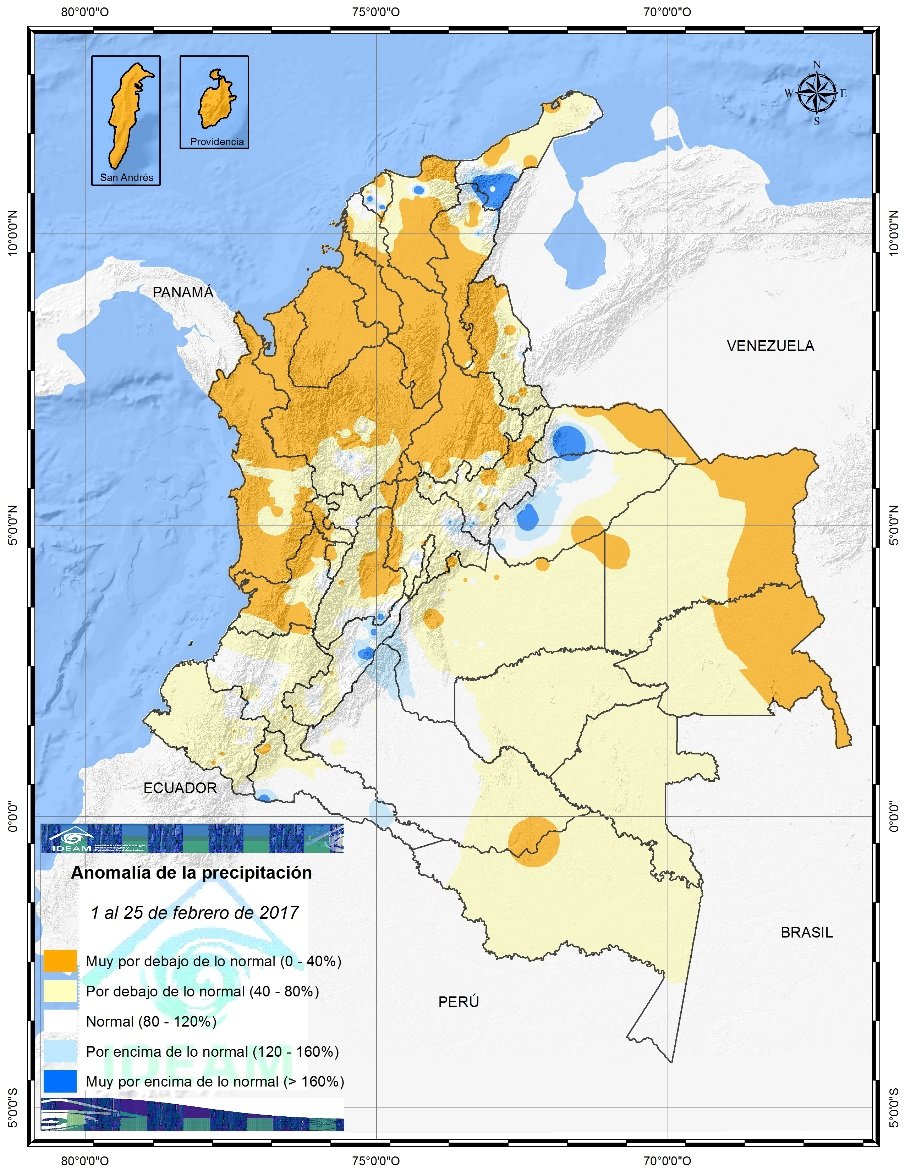 80°0'0"O
75°0'0"O
70°0'0"O
San Andrés
Providencia
N
W
E
S
10°0'0"N
10°0'0"N
PANAMÁ
VENEZUELA
5°0'0"N
5°0'0"N
ECUADOR
0°0'0"
0°0'0"
IDEAM
Anomalía de la precipitación
1 al 25 de febrero de 2017
BRASIL
Muy por debajo de lo normal (0 - 40%)
Por debajo de lo normal (40 - 80%)
PERÚ
Normal (80 - 120%)
Por encima de lo normal (120 - 160%)
IDEAM
Muy por encima de lo normal (> 160%)
5°0'0"S
5°0'0"S
80°0'0"O
75°0'0"O
70°0'0"O